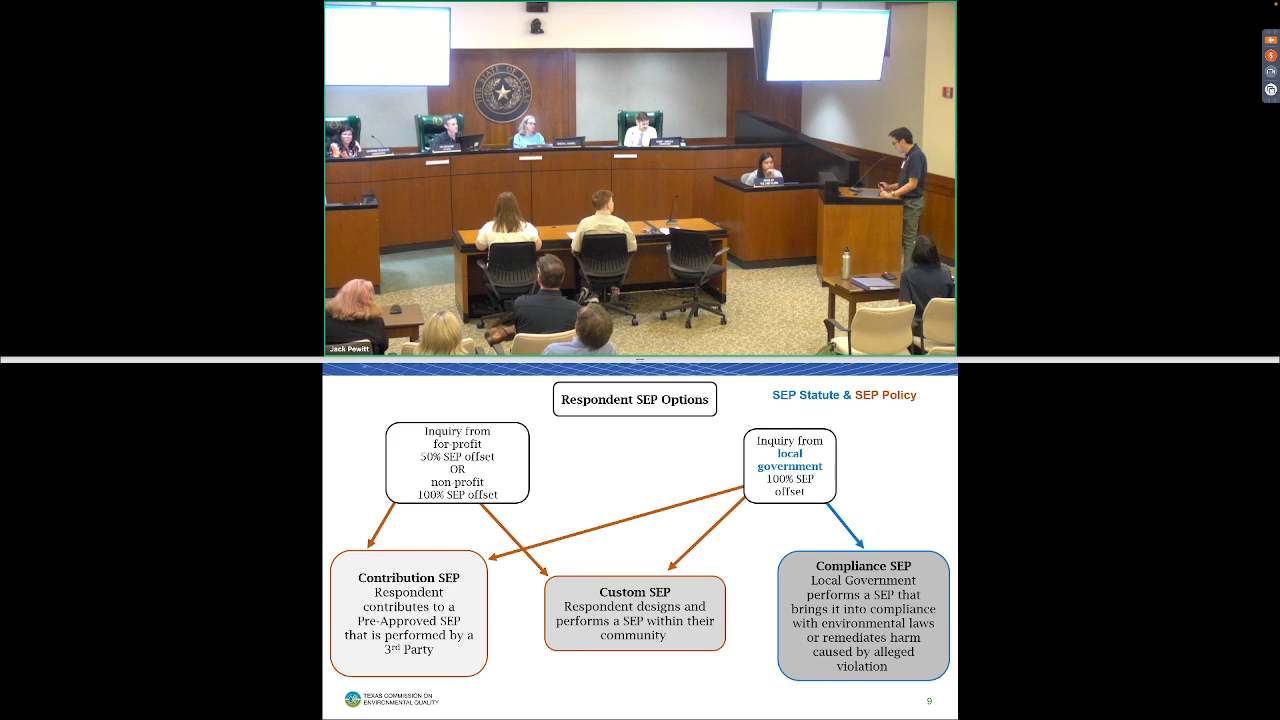 THE STATE OF TEXAS
Jack Pewitt
Respondent SEP Options
SEP Statute & SEP Policy
Inquiry from
for-profit
50% SEP offset
OR
non-profit
100% SEP offset
Inquiry from
local
government
100% SEP
offset
Contribution SEP
Respondent
contributes to a
Pre-Approved SEP
that is performed by a
3rd Party
Custom SEP
Respondent designs and
performs a SEP within their
community
Compliance SEP
Local Government
performs a SEP that
brings it into compliance
with environmental laws
or remediates harm
caused by alleged
violation
TEXAS COMMISSION ON
ENVIRONMENTAL QUALITY
9